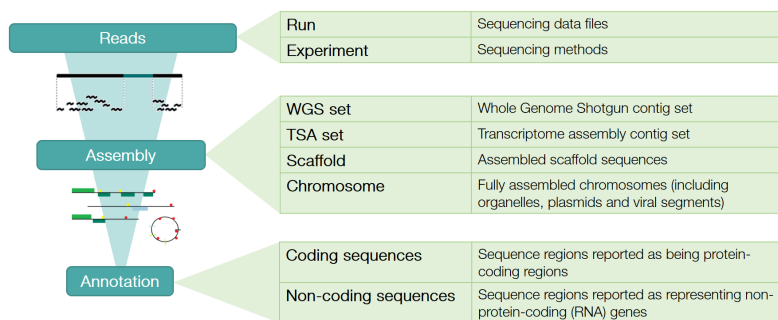 Reads
Run Sequencing data files
Experiment Sequencing methods
WGS set Whole Genome Shotgun contig set
TSA set Transcriptome assembly contig set
Assembly
Scaffold Assembled scaffold sequences
Chromosome Fully assembled chromosomes (including
organelles, plasmids and viral segments)
Annotation
Coding sequences Sequence regions reported as being protein-
coding regions
Non-coding sequences Sequence regions reported as representing non-
protein-coding (RNA) genes